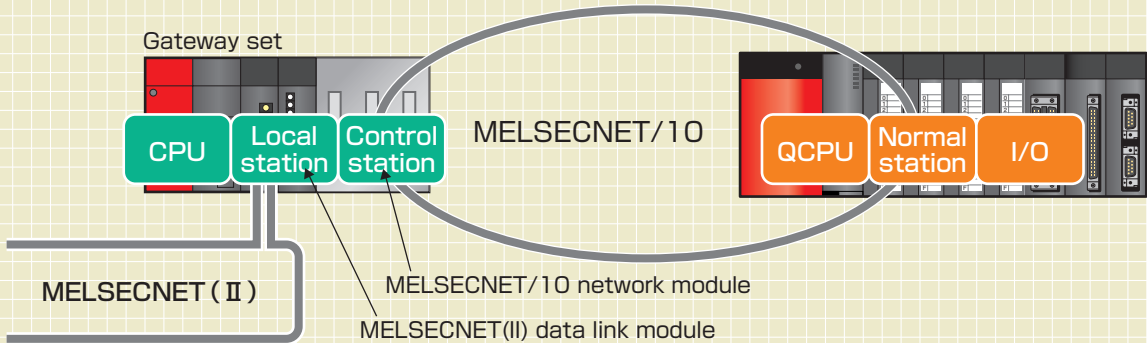 Gateway set
CPU
Local
station
Control
station
MELSECNET/10
QCPU
Normal
station
I/O
MELSECNET(Ⅱ)
MELSECNET/10 network module
MELSECNET(II) data link module